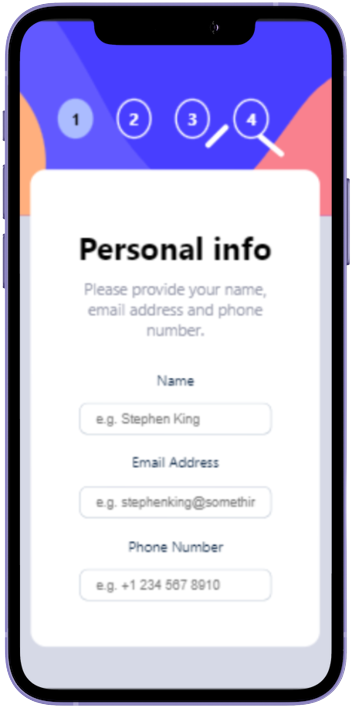 1 2 3 4
Personal info
Please provide your name,
email address and phone
number.
Name
e.g. Stephen King
Email Address
e.g. stephenking@somethir
Phone Number
e.g. +1 234 567 8910